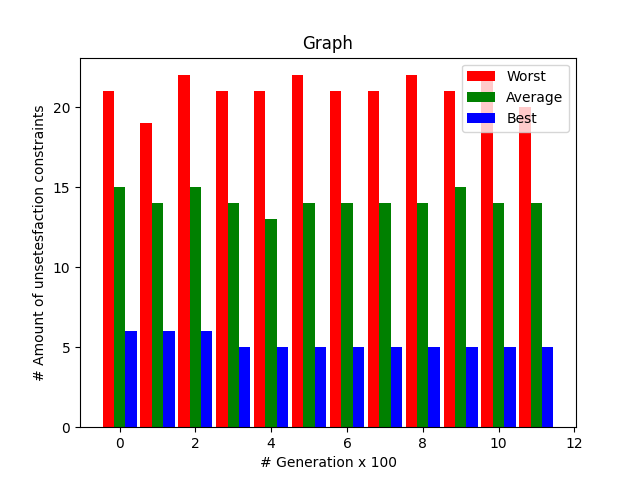 Graph
Worst
Average
Best
# Amount of unsetesfaction constraints
20
15
10
5
0
0 2 4 6 8 10 12
# Generation x 100